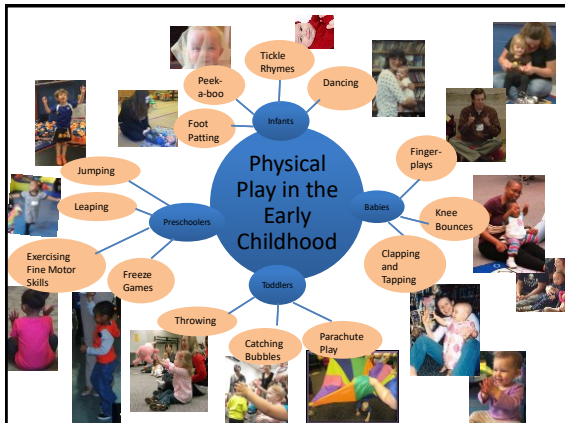 Physical
Play in the
Early
Childhood
Infants
Foot
Patting
Peek-
a-boo
Tickle
Rhymes
Dancing
Babies
Finger-
plays
Knee
Bounces
Clapping
and
Tapping
Toddlers
Parachute
Play
Catching
Bubbles
Throwing
Preschoolers
Freeze
Games
Exercising
Fine Motor
Skills
Leaping
Jumping